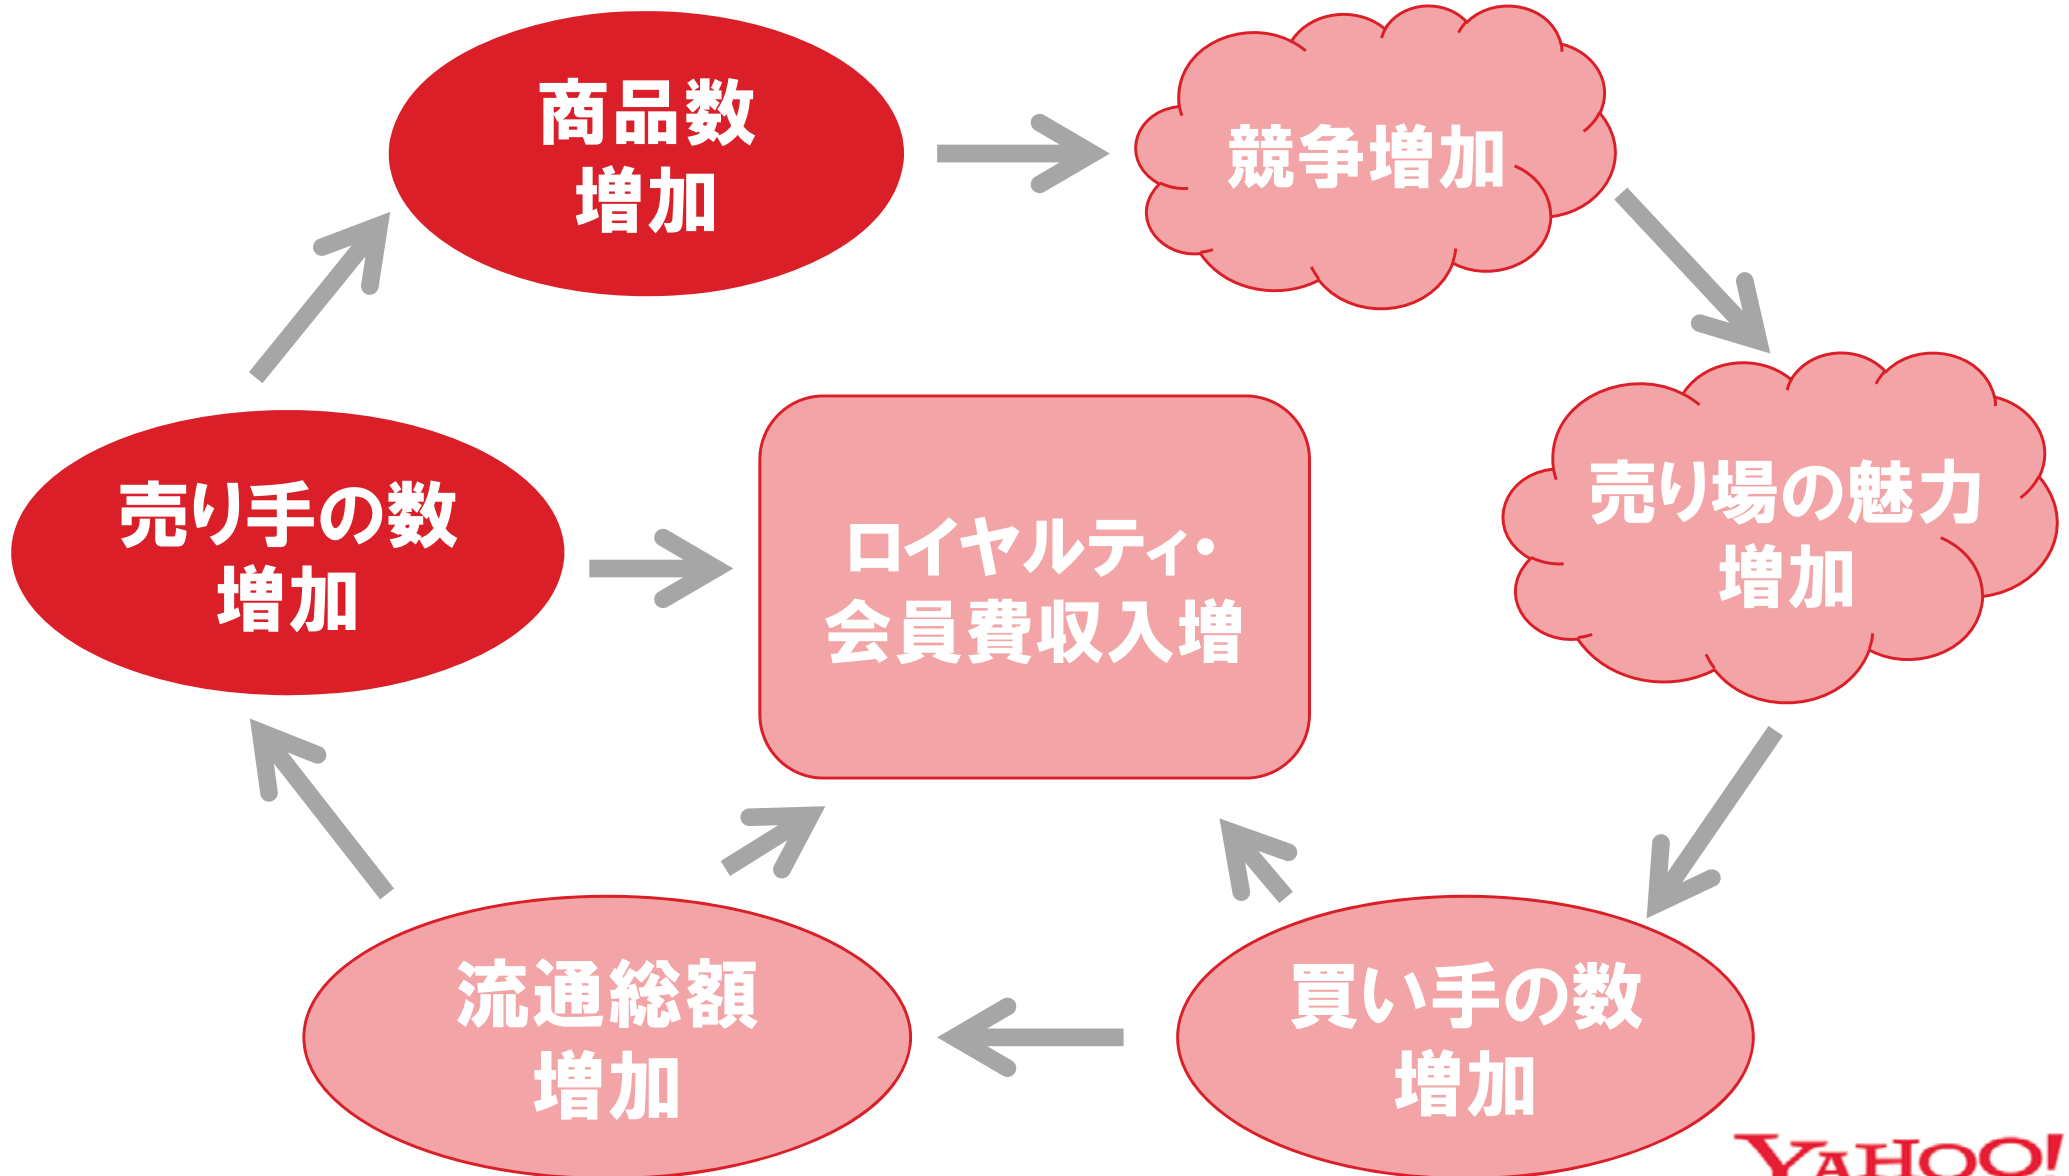 商品数
増加
競争増加
売り手の数
増加
ロイヤルティ・
会員費収入増
売り場の魅力
増加
流通総額
増加
買い手の数
増加
YAHOO!